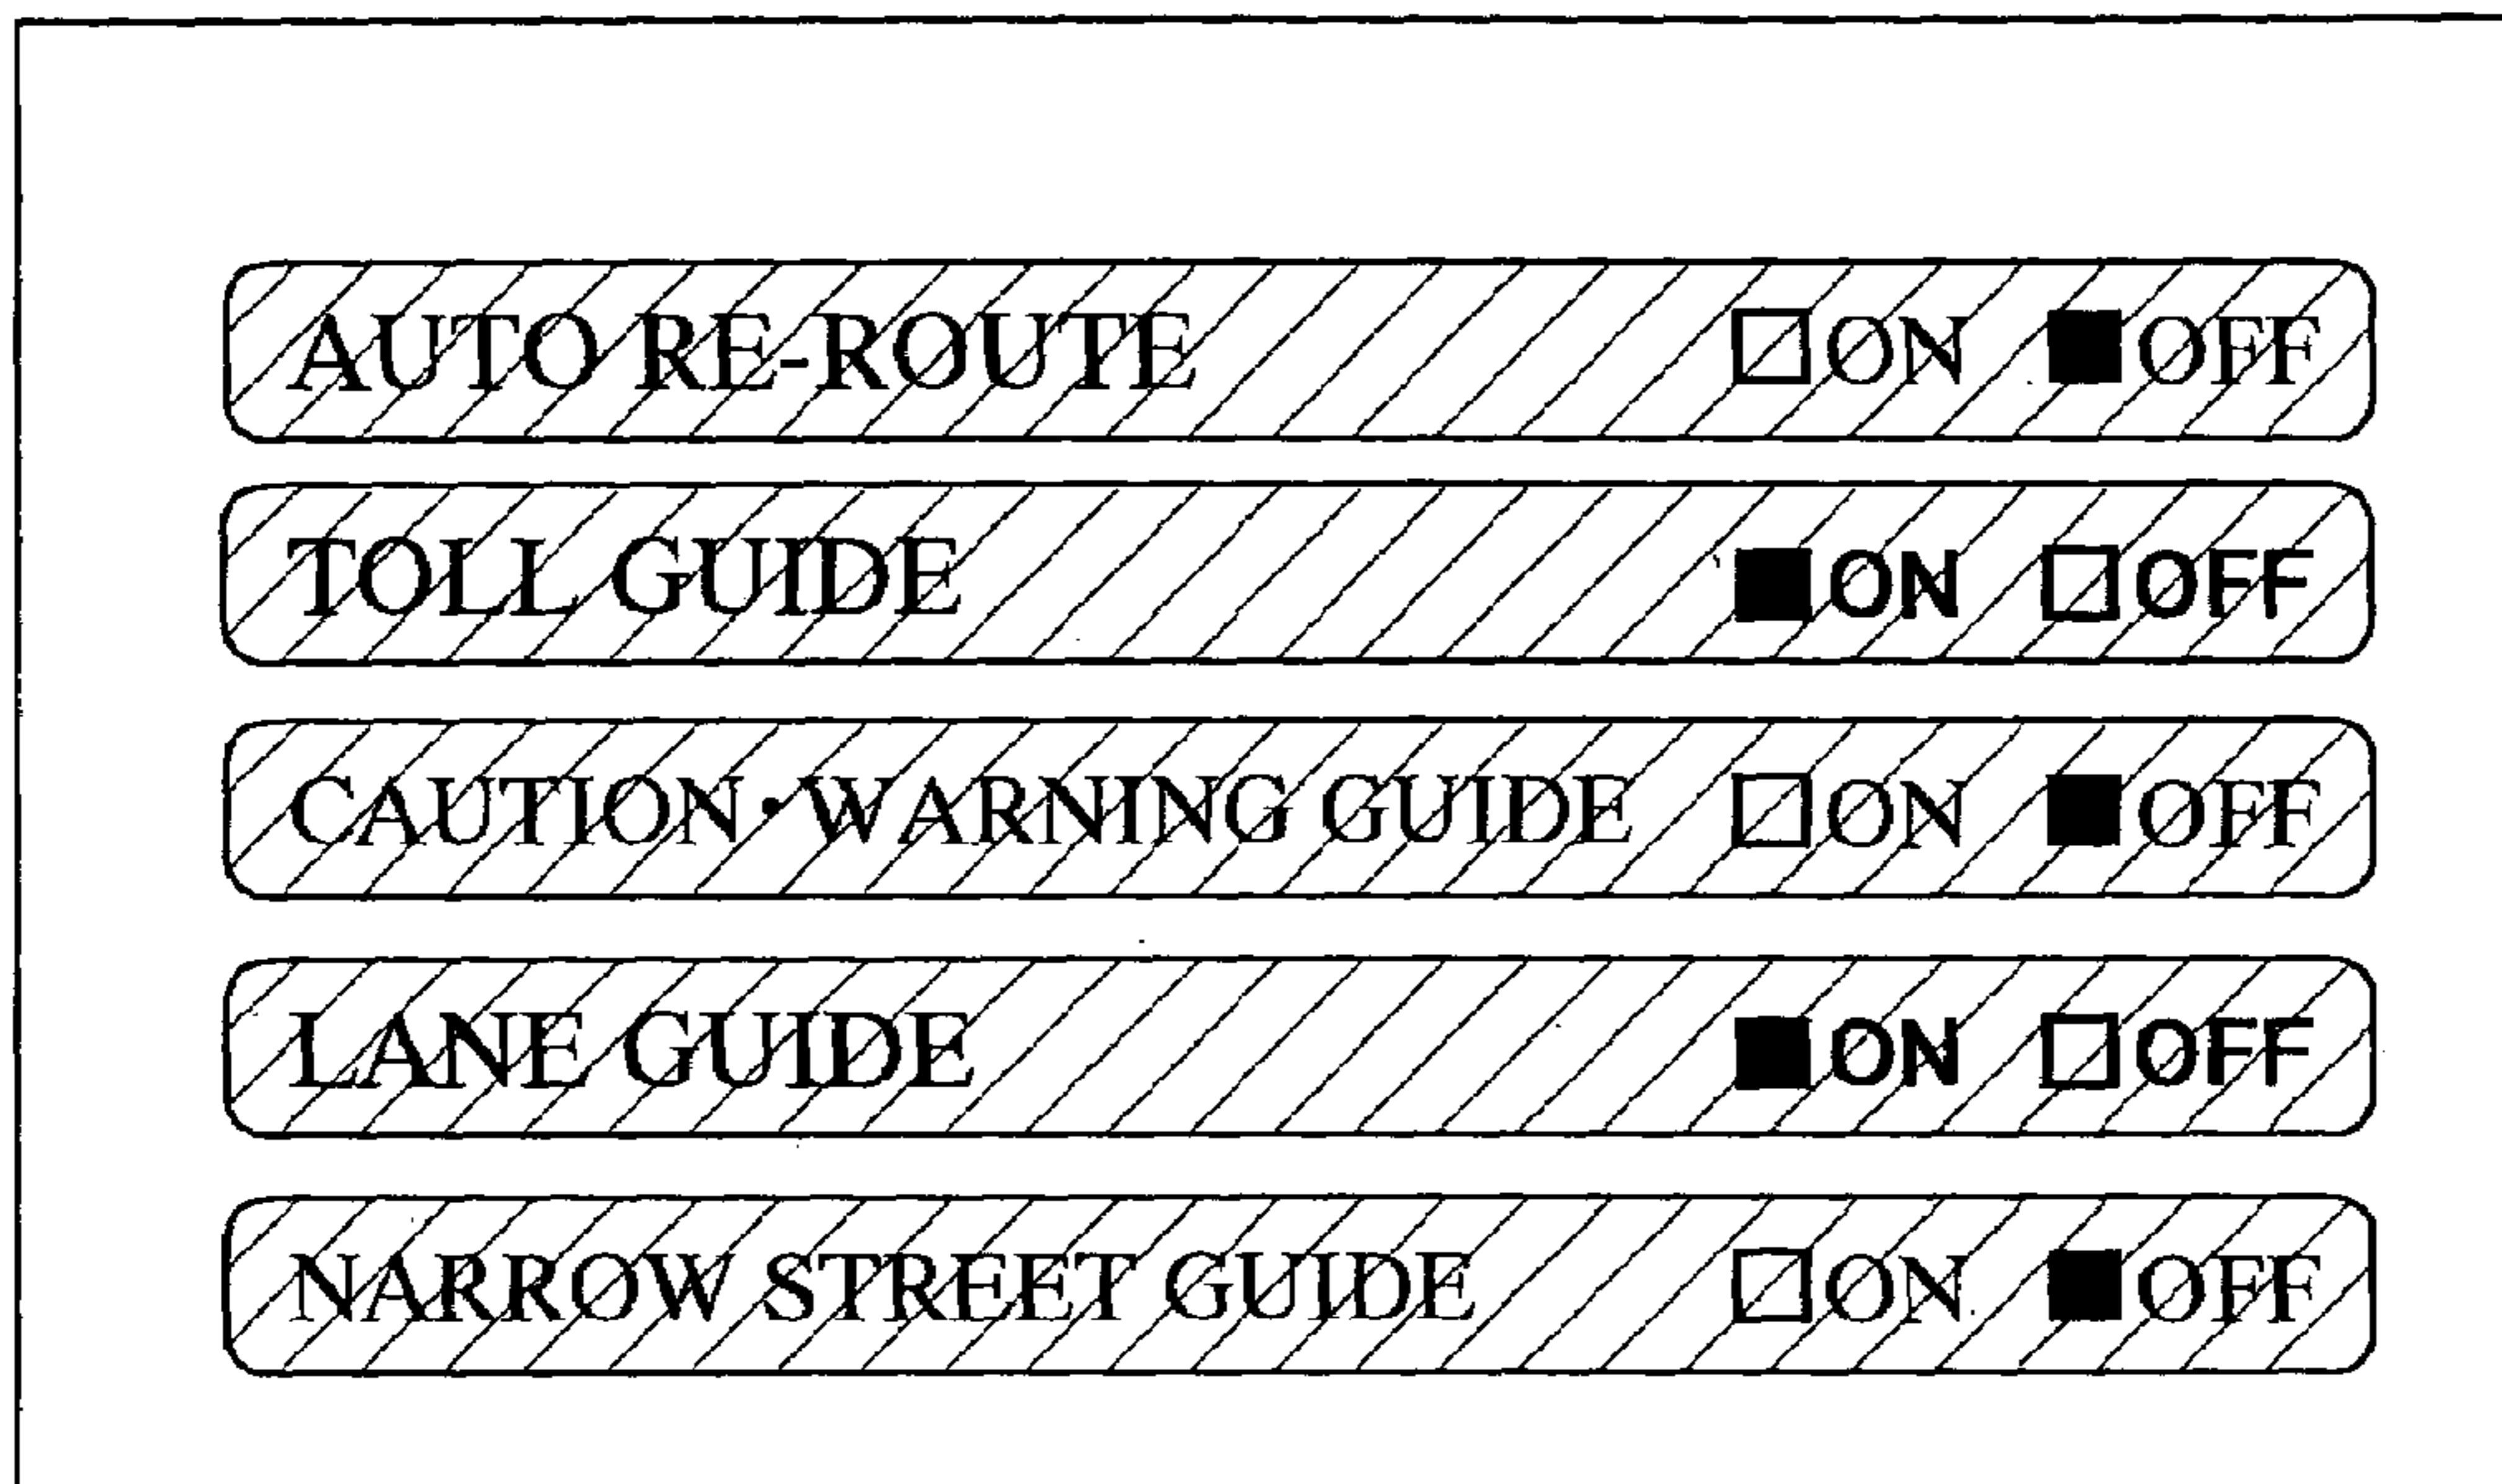 AUTO RE-ROUTE □ON ■OFF
TOLL GUIDE ■ON □OFF
CAUTION・WARNING GUIDE □ON ■OFF
LANE GUIDE ■ON □OFF
NARROW STREET GUIDE □ON ■OFF